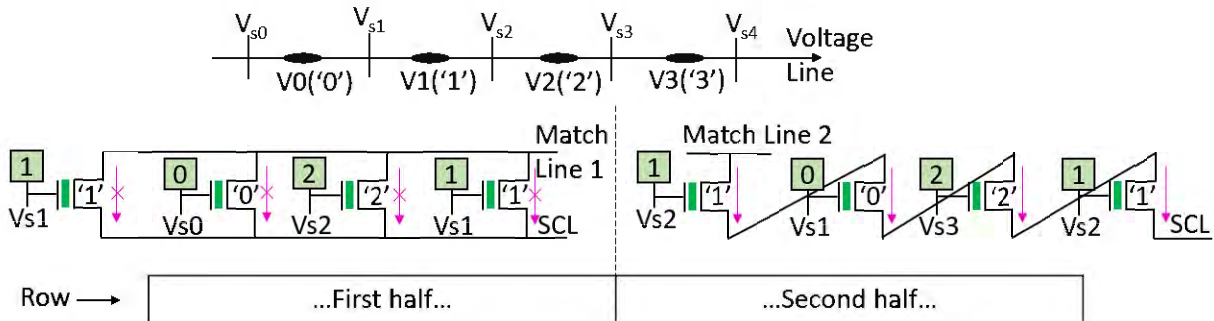 Vs0 Vs1 Vs2 Vs3 Vs4 Voltage Line
V0('0') V1('1') V2('2') V3('3')
Match Line 1
1 0 2 1
'1' '0' '2' '1'
Vs1 Vs0 Vs2 Vs1 SCL
Match Line 2
1 0 2 1
'1' '0' '2' '1'
Vs2 Vs1 Vs3 Vs2 SCL
Row ...First half... ...Second half...